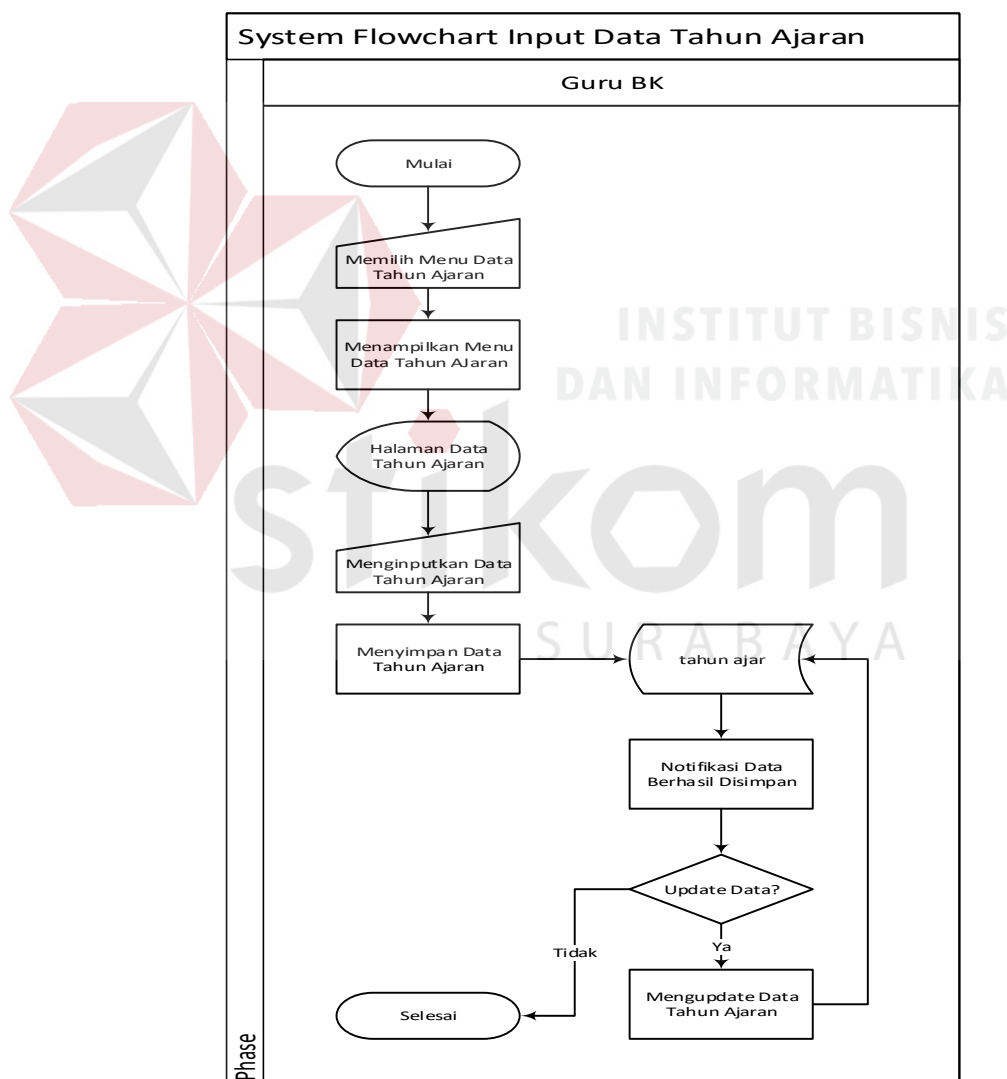 System Flowchart Input Data Tahun Ajaran
Guru BK
Mulai
Memilih Menu Data
Tahun Ajaran
Menampilkan Menu
Data Tahun AJaran
Halaman Data
Tahun Ajaran
Menginputkan Data
Tahun Ajaran
Menyimpan Data
Tahun Ajaran
tahun ajar
Notifikasi Data
Berhasil Disimpan
Update Data?
Tidak
Ya
Mengupdate Data
Tahun Ajaran
Selesai
Phase
INSTITUT BISNIS
DAN INFORMATIKA
stikom
SURABAYA